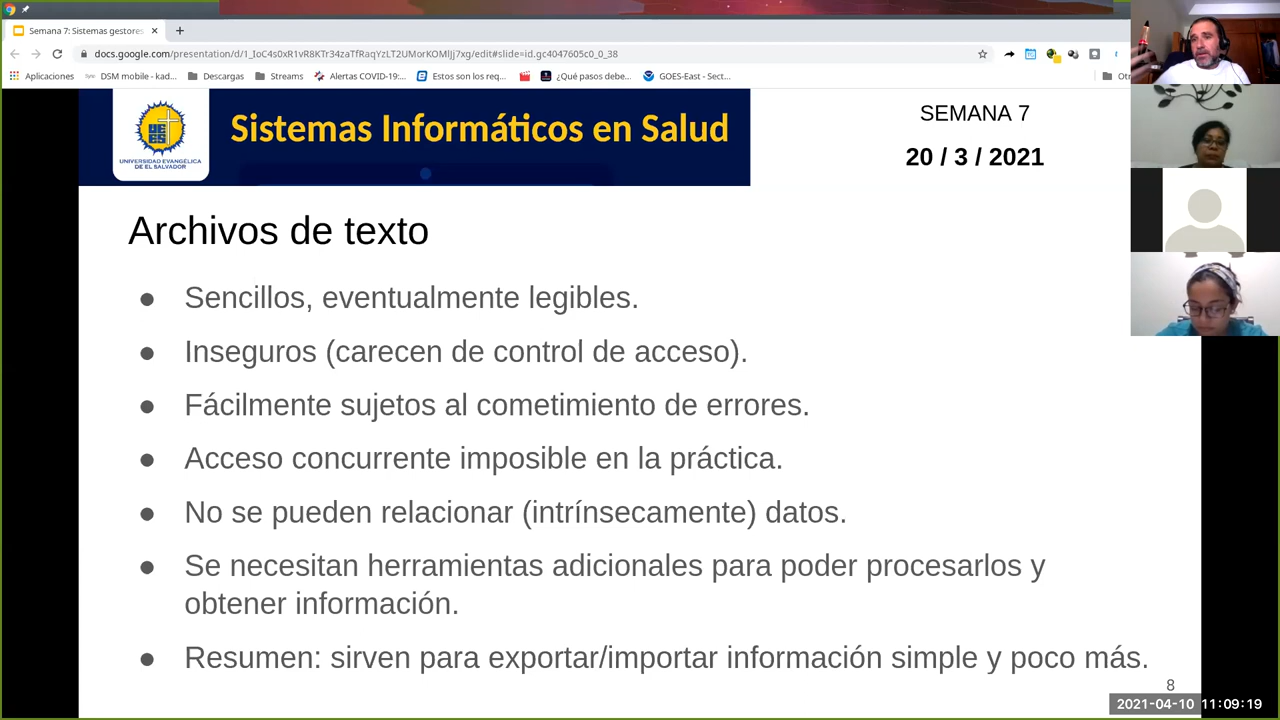 Semana 7: Sistemas gestores
docs.google.com/presentation/d/1_IoC4s0xR1vR8KTr34zaTfRaqYzLT2UMorKOMljj7xg/edit#slide=id.gc4047605c0_0_38
Aplicaciones
DSM mobile - kad...
Descargas
Streams
Alertas COVID-19:...
Estos son los req...
¿Qué pasos debe...
GOES-East - Sect...
UNIVERSIDAD EVANGÉLICA
DE EL SALVADOR
Sistemas Informáticos en Salud
SEMANA 7
20 / 3 / 2021
Archivos de texto
● Sencillos, eventualmente legibles.
● Inseguros (carecen de control de acceso).
● Fácilmente sujetos al cometimiento de errores.
● Acceso concurrente imposible en la práctica.
● No se pueden relacionar (intrínsecamente) datos.
● Se necesitan herramientas adicionales para poder procesarlos y
obtener información.
● Resumen: sirven para exportar/importar información simple y poco más.
8
2021-04-10 11:09:19